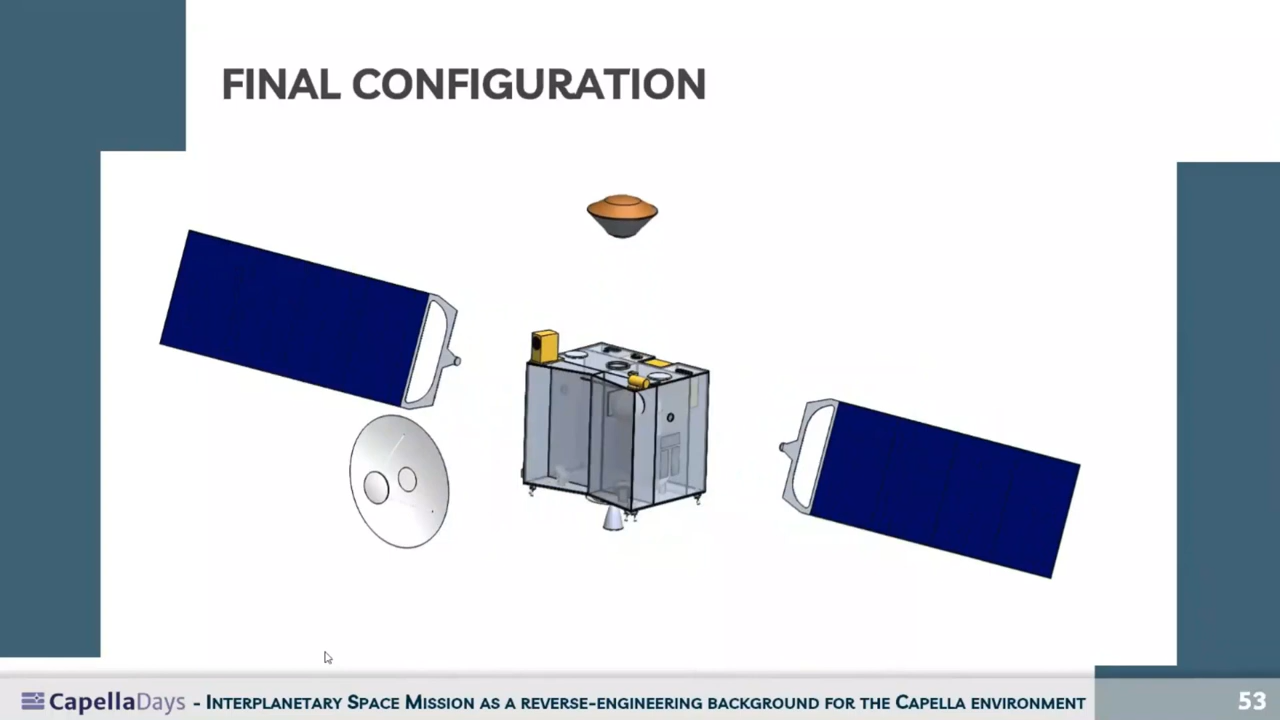 FINAL CONFIGURATION
CapellaDays - Interplanetary Space Mission as a reverse-engineering background for the Capella environment
53